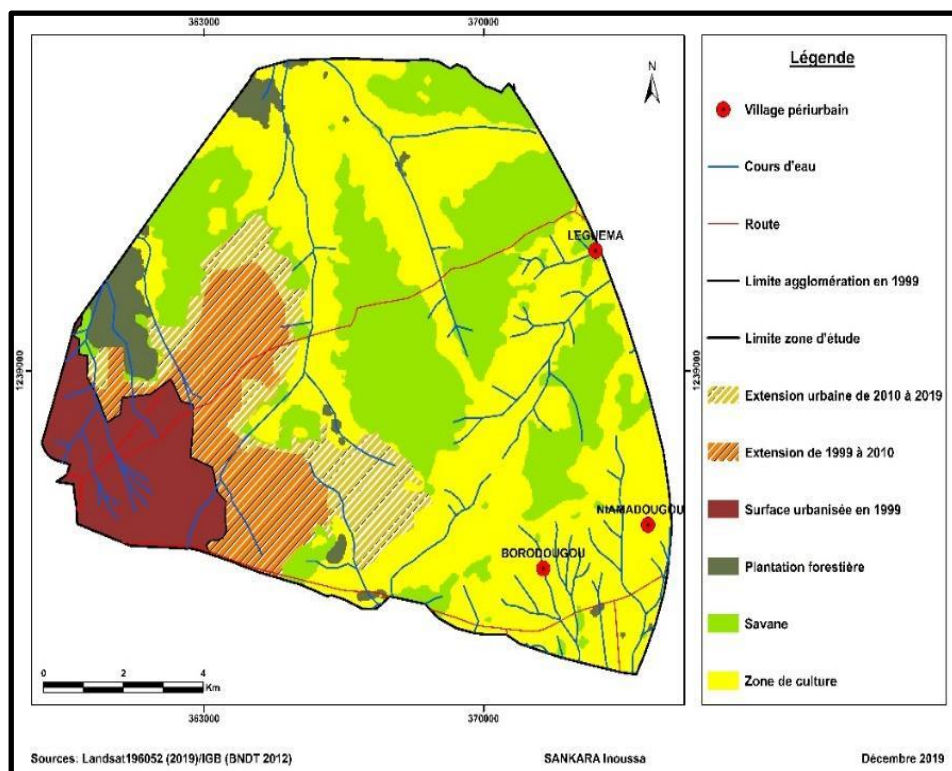 363000
370000
Légende
N
Village périurbain
Cours d'eau
Route
LEGUEMA
Limite agglomération en 1999
Limite zone d'étude
1239000
1239000
Extension urbaine de 2010 à 2019
Extension de 1999 à 2010
Surface urbanisée en 1999
NIAMADOUGOU
BORODOUGOU
Plantation forestière
Savane
Zone de culture
0 2 4
Km
363000
370000
Sources: Landsat196052 (2019)/IGB (BNDT 2012) SANKARA Inoussa Décembre 2019